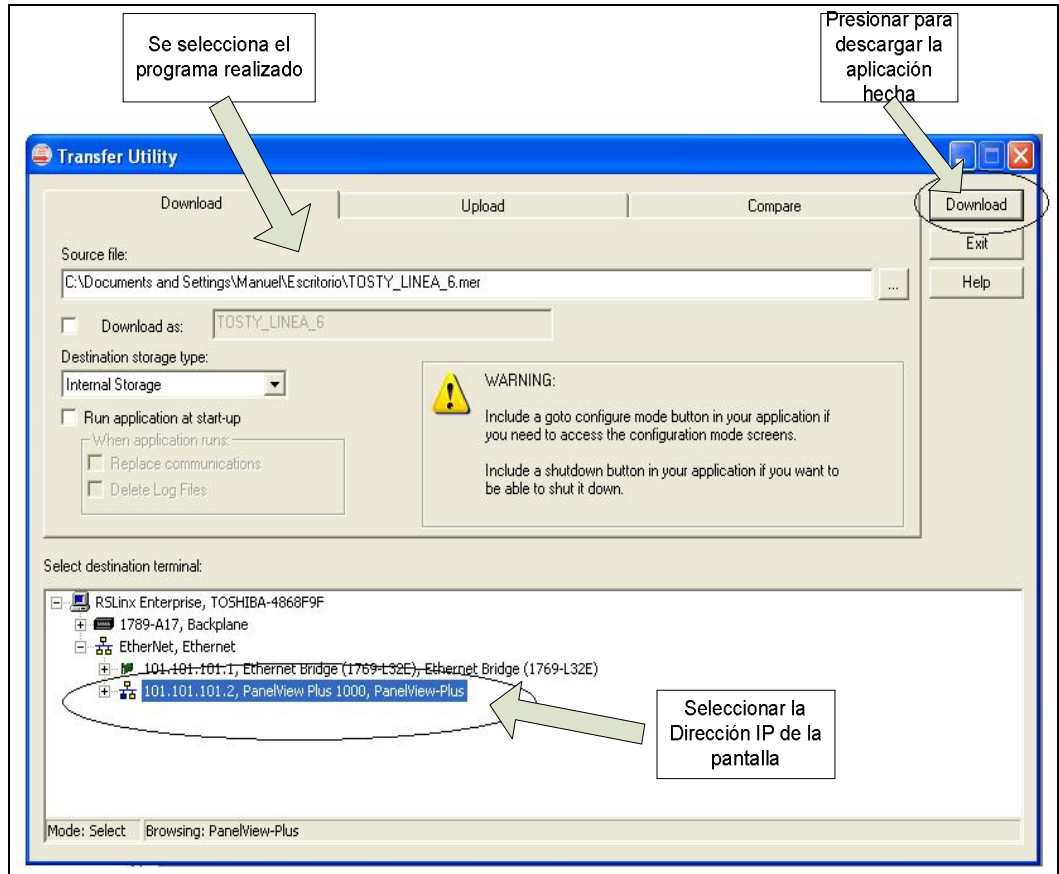 Se selecciona el
programa realizado
Presionar para
descargar la
aplicación
hecha
Transfer Utility
Download
Upload
Compare
Download
Source file:
Exit
C:\Documents and Settings\Manuel\Escritorio\TOSTY_LINEA_6.mer
...
Help
Download as:
TOSTY_LINEA_6
Destination storage type:
Internal Storage
WARNING:
Include a goto configure mode button in your application if
you need to access the configuration mode screens.
Include a shutdown button in your application if you want to
be able to shut it down.
Run application at start-up
When application runs:
Replace communications
Delete Log Files
Select destination terminal:
RSLinx Enterprise, TOSHIBA-4868F9F
1789-A17, Backplane
EtherNet, Ethernet
101.101.101.1, Ethernet Bridge (1769-L32E), Ethernet Bridge (1769-L32E)
101.101.101.2, PanelView Plus 1000, PanelView-Plus
Seleccionar la
Dirección IP de la
pantalla
Mode: Select
Browsing: PanelView-Plus